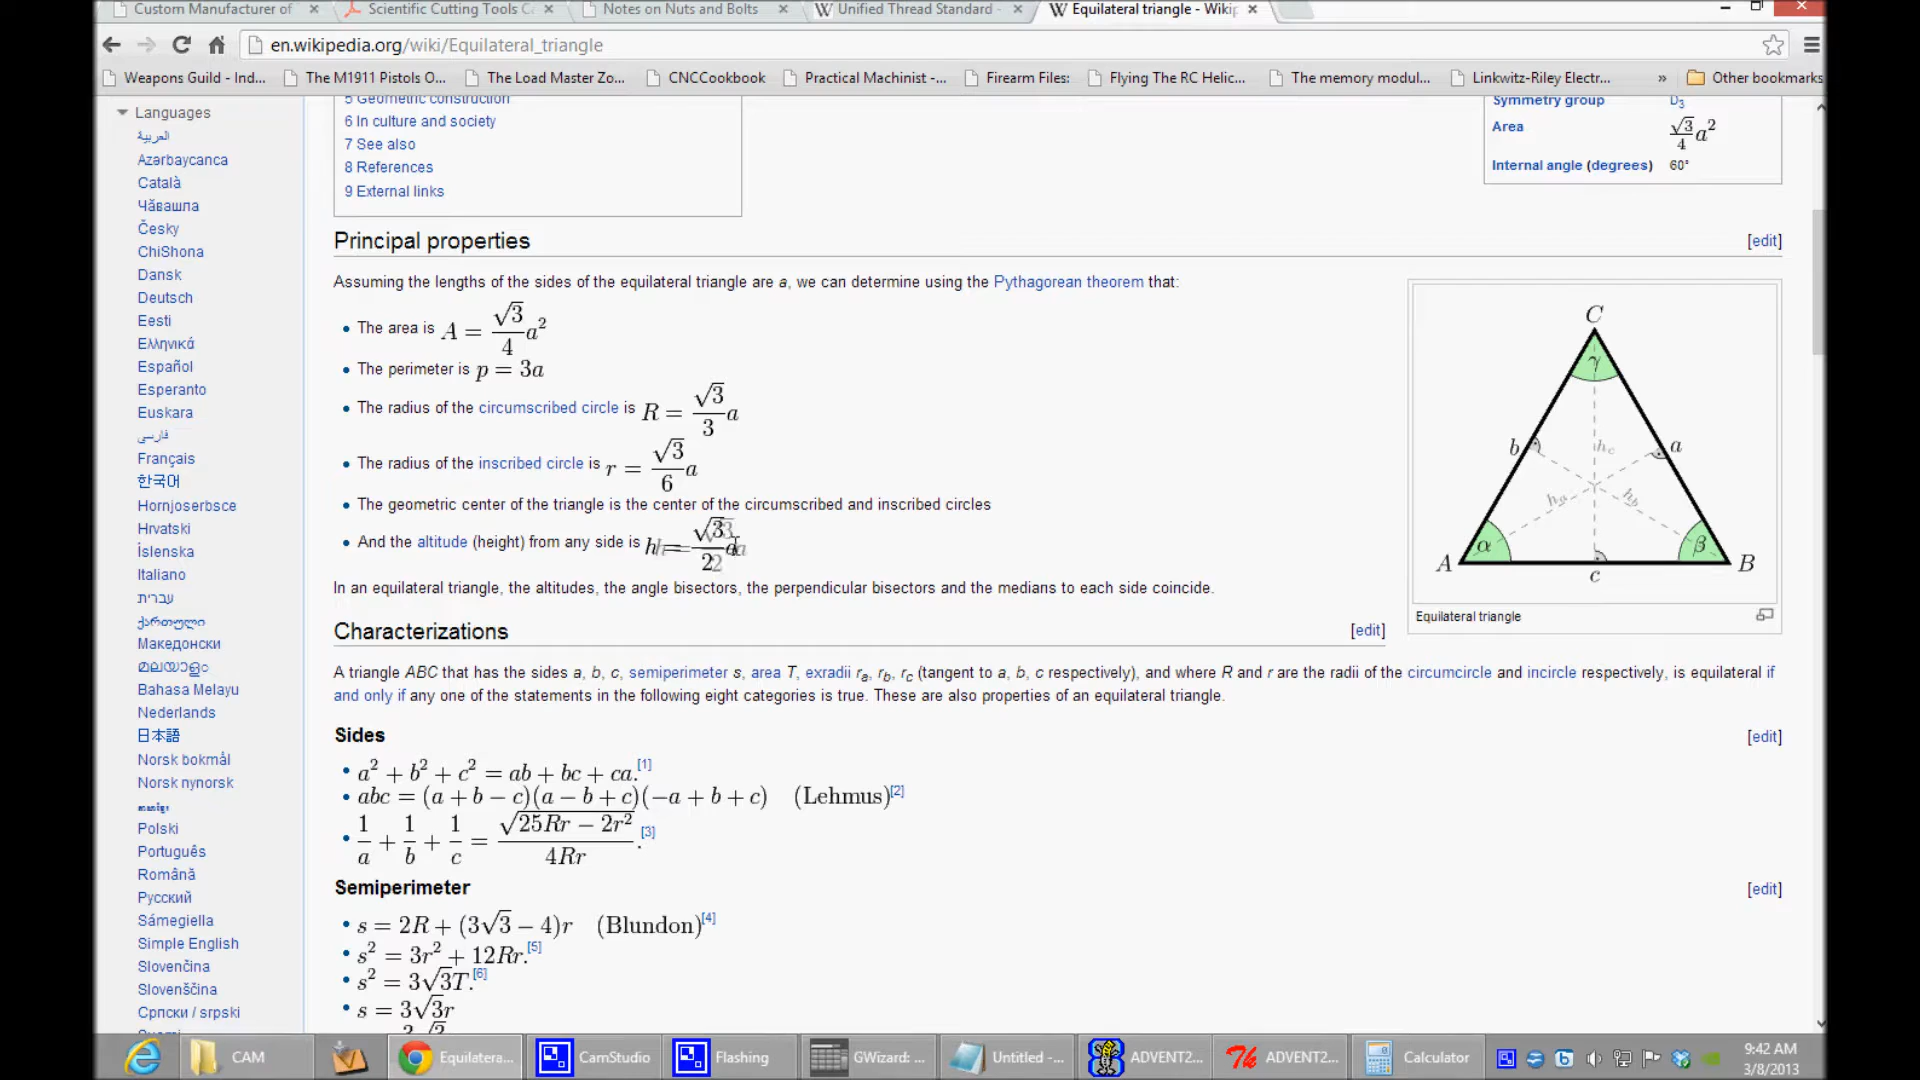 Custom Manufacturer of
Scientific Cutting Tools Ca
Notes on Nuts and Bolts
Unified Thread Standard -
Equilateral triangle - Wikip
en.wikipedia.org/wiki/Equilateral_triangle
Weapons Guild - Ind...
The M1911 Pistols O...
The Load Master Zo...
CNCCookbook
Practical Machinist -...
Firearm Files:
Flying The RC Helic...
The memory modul...
Linkwitz-Riley Electr...
»
Other bookmarks
Languages
العربية
Azərbaycanca
Català
Чӑвашла
Česky
ChiShona
Dansk
Deutsch
Eesti
Ελληνικά
Español
Esperanto
Euskara
فارسی
Français
한국어
Hornjoserbsce
Hrvatski
Íslenska
Italiano
עברית
ქართული
Македонски
മലയാളം
Bahasa Melayu
Nederlands
日本語
Norsk bokmål
Norsk nynorsk
Polski
Português
Română
Русский
Sámegiella
Simple English
Slovenčina
Slovenščina
Српски / srpski
5 Geometric construction
6 In culture and society
7 See also
8 References
9 External links
Symmetry group D3
Area √3/4 a²
Internal angle (degrees) 60°
Principal properties [edit]
Assuming the lengths of the sides of the equilateral triangle are a, we can determine using the Pythagorean theorem that:
• The area is A = √3/4 a²
• The perimeter is p = 3a
• The radius of the circumscribed circle is R = √3/3 a
• The radius of the inscribed circle is r = √3/6 a
• The geometric center of the triangle is the center of the circumscribed and inscribed circles
• And the altitude (height) from any side is h = √3/2 a
In an equilateral triangle, the altitudes, the angle bisectors, the perpendicular bisectors and the medians to each side coincide.
C
γ
b
hc
a
ha
hb
α
β
A
c
B
Equilateral triangle
Characterizations [edit]
A triangle ABC that has the sides a, b, c, semiperimeter s, area T, exradii ra, rb, rc (tangent to a, b, c respectively), and where R and r are the radii of the circumcircle and incircle respectively, is equilateral if
and only if any one of the statements in the following eight categories is true. These are also properties of an equilateral triangle.
Sides [edit]
• a² + b² + c² = ab + bc + ca.[1]
• abc = (a + b − c)(a − b + c)(−a + b + c) (Lehmus)[2]
• 1/a + 1/b + 1/c = √(25Rr − 2r²)/4Rr.[3]
Semiperimeter [edit]
• s = 2R + (3√3 − 4)r (Blundon)[4]
• s² = 3r² + 12Rr.[5]
• s² = 3√3T.[6]
• s = 3√3r
CAM
Equilatera...
CamStudio
Flashing
GWizard: ...
Untitled -...
ADVENT2...
ADVENT2...
Calculator
9:42 AM
3/8/2013